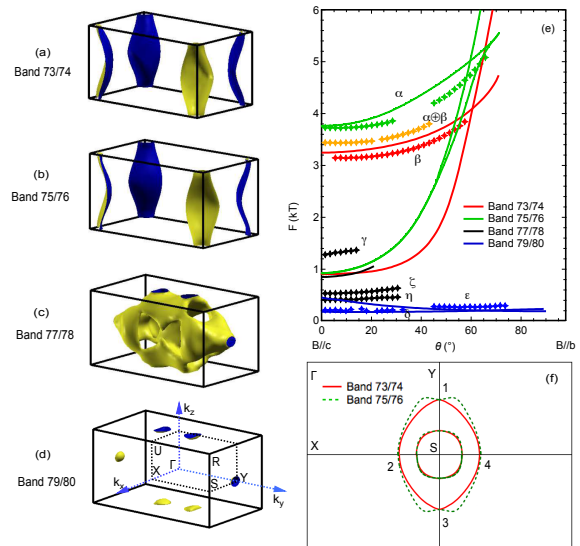 (a)
Band 73/74
(b)
Band 75/76
(c)
Band 77/78
(d)
Band 79/80
k_z
U
Γ
R
X
S
Y
k_x
k_y
(e)
F (kT)
6
5
4
3
2
1
0
α
α⊕β
β
γ
ζ
η
ε
δ
Band 73/74
Band 75/76
Band 77/78
Band 79/80
0 20 40 60 80
B//c θ (°) B//b
(f)
Γ Y
Band 73/74
Band 75/76
1
X S
2 4
3